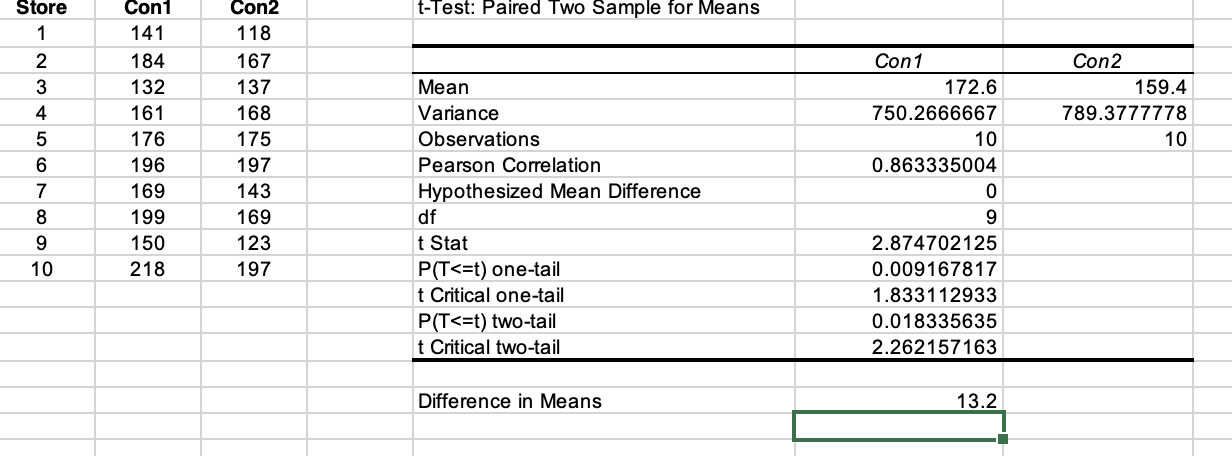 Store Con1 Con2 t-Test: Paired Two Sample for Means
1 141 118
2 184 167 Con1 Con2
3 132 137 Mean 172.6 159.4
4 161 168 Variance 750.2666667 789.3777778
5 176 175 Observations 10 10
6 196 197 Pearson Correlation 0.863335004
7 169 143 Hypothesized Mean Difference 0
8 199 169 df 9
9 150 123 t Stat 2.874702125
10 218 197 P(T<=t) one-tail 0.009167817
t Critical one-tail 1.833112933
P(T<=t) two-tail 0.018335635
t Critical two-tail 2.262157163
Difference in Means 13.2